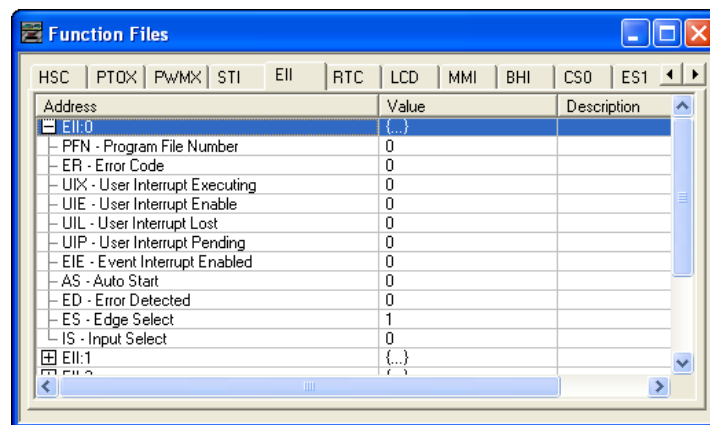 Function Files
HSC PTOX PWMX STI EII RTC LCD MMI BHI CS0 ES1
Address Value Description
EII:0 {...}
PFN - Program File Number 0
ER - Error Code 0
UIX - User Interrupt Executing 0
UIE - User Interrupt Enable 0
UIL - User Interrupt Lost 0
UIP - User Interrupt Pending 0
EIE - Event Interrupt Enabled 0
AS - Auto Start 0
ED - Error Detected 0
ES - Edge Select 1
IS - Input Select 0
EII:1 {...}